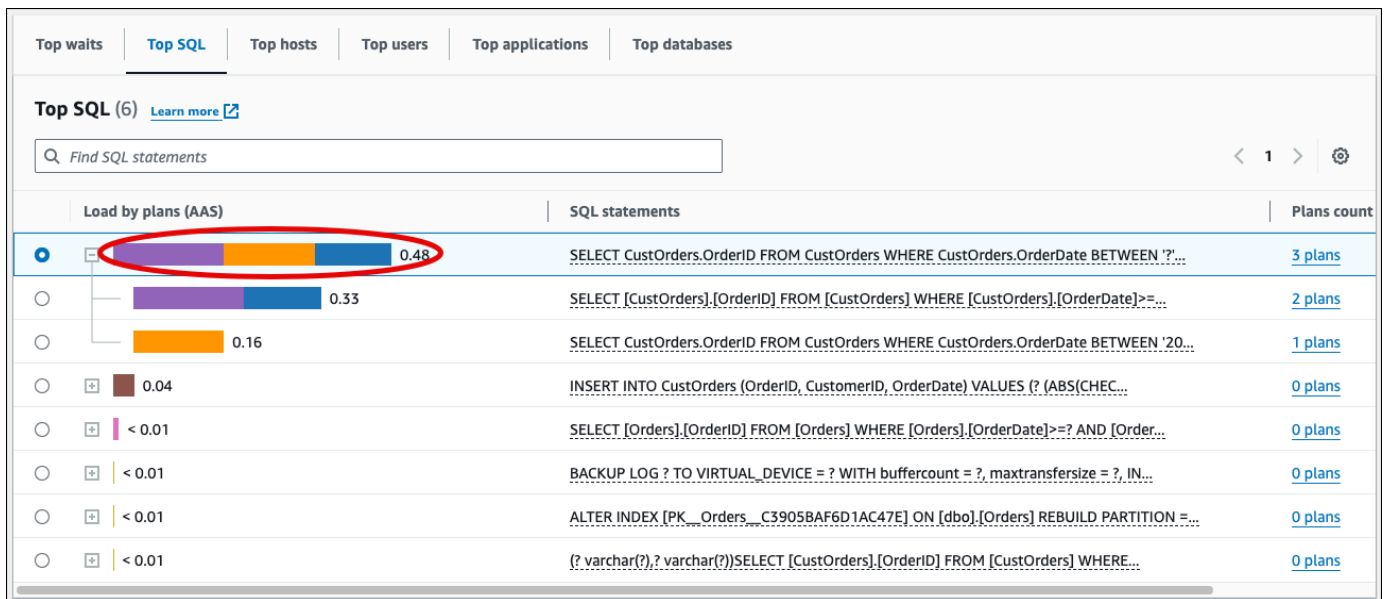 Top waits Top SQL Top hosts Top users Top applications Top databases
Top SQL (6) Learn more
Find SQL statements
1
Load by plans (AAS) SQL statements Plans count
0.48 SELECT CustOrders.OrderID FROM CustOrders WHERE CustOrders.OrderDate BETWEEN '?'... 3 plans
0.33 SELECT [CustOrders].[OrderID] FROM [CustOrders] WHERE [CustOrders].[OrderDate]>=... 2 plans
0.16 SELECT CustOrders.OrderID FROM CustOrders WHERE CustOrders.OrderDate BETWEEN '20... 1 plans
0.04 INSERT INTO CustOrders (OrderID, CustomerID, OrderDate) VALUES (? (ABS(CHEC... 0 plans
< 0.01 SELECT [Orders].[OrderID] FROM [Orders] WHERE [Orders].[OrderDate]>=? AND [Order... 0 plans
< 0.01 BACKUP LOG ? TO VIRTUAL_DEVICE = ? WITH buffercount = ?, maxtransfersize = ?, IN... 0 plans
< 0.01 ALTER INDEX [PK__Orders__C3905BAF6D1AC47E] ON [dbo].[Orders] REBUILD PARTITION =... 0 plans
< 0.01 (? varchar(?),? varchar(?))SELECT [CustOrders].[OrderID] FROM [CustOrders] WHERE... 0 plans